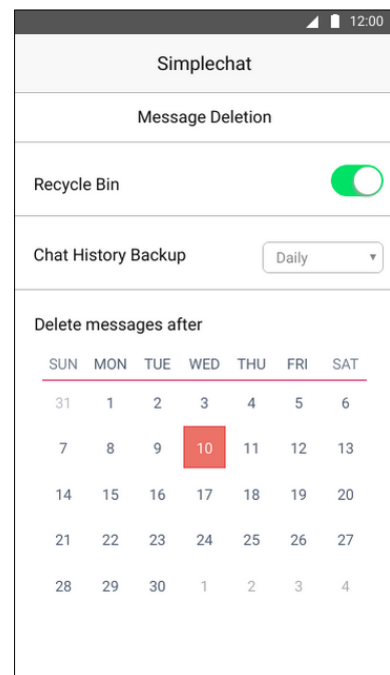 12:00
Simplechat
Message Deletion
Recycle Bin
Chat History Backup Daily
Delete messages after
SUN MON TUE WED THU FRI SAT
31 1 2 3 4 5 6
7 8 9 10 11 12 13
14 15 16 17 18 19 20
21 22 23 24 25 26 27
28 29 30 1 2 3 4